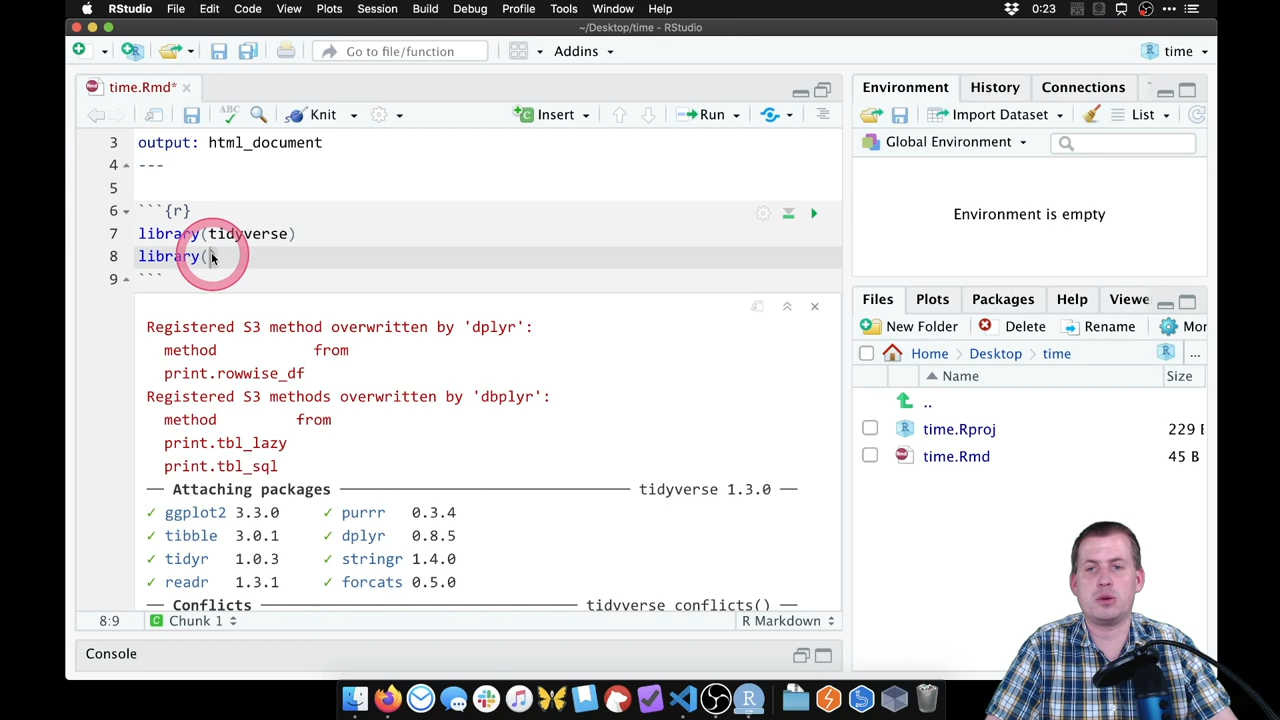 RStudio File Edit Code View Plots Session Build Debug Profile Tools Window Help 0:23
~/Desktop/time - RStudio
Go to file/function Addins time
time.Rmd*
ABC Knit Insert Run
3 output: html_document
4 ---
5
6 ```{r}
7 library(tidyverse)
8 library(
9 ```
Registered S3 method overwritten by 'dplyr':
method from
print.rowwise_df
Registered S3 methods overwritten by 'dbplyr':
method from
print.tbl_lazy
print.tbl_sql
── Attaching packages ── tidyverse 1.3.0 ──
✓ ggplot2 3.3.0 ✓ purrr 0.3.4
✓ tibble 3.0.1 ✓ dplyr 0.8.5
✓ tidyr 1.0.3 ✓ stringr 1.4.0
✓ readr 1.3.1 ✓ forcats 0.5.0
── Conflicts ── tidyverse_conflicts() ──
8:9 Chunk 1 R Markdown
Console
Environment History Connections
Import Dataset List
Global Environment
Environment is empty
Files Plots Packages Help Viewe
New Folder Delete Rename Mor
Home > Desktop > time ...
Name Size
..
time.Rproj 229 B
time.Rmd 45 B